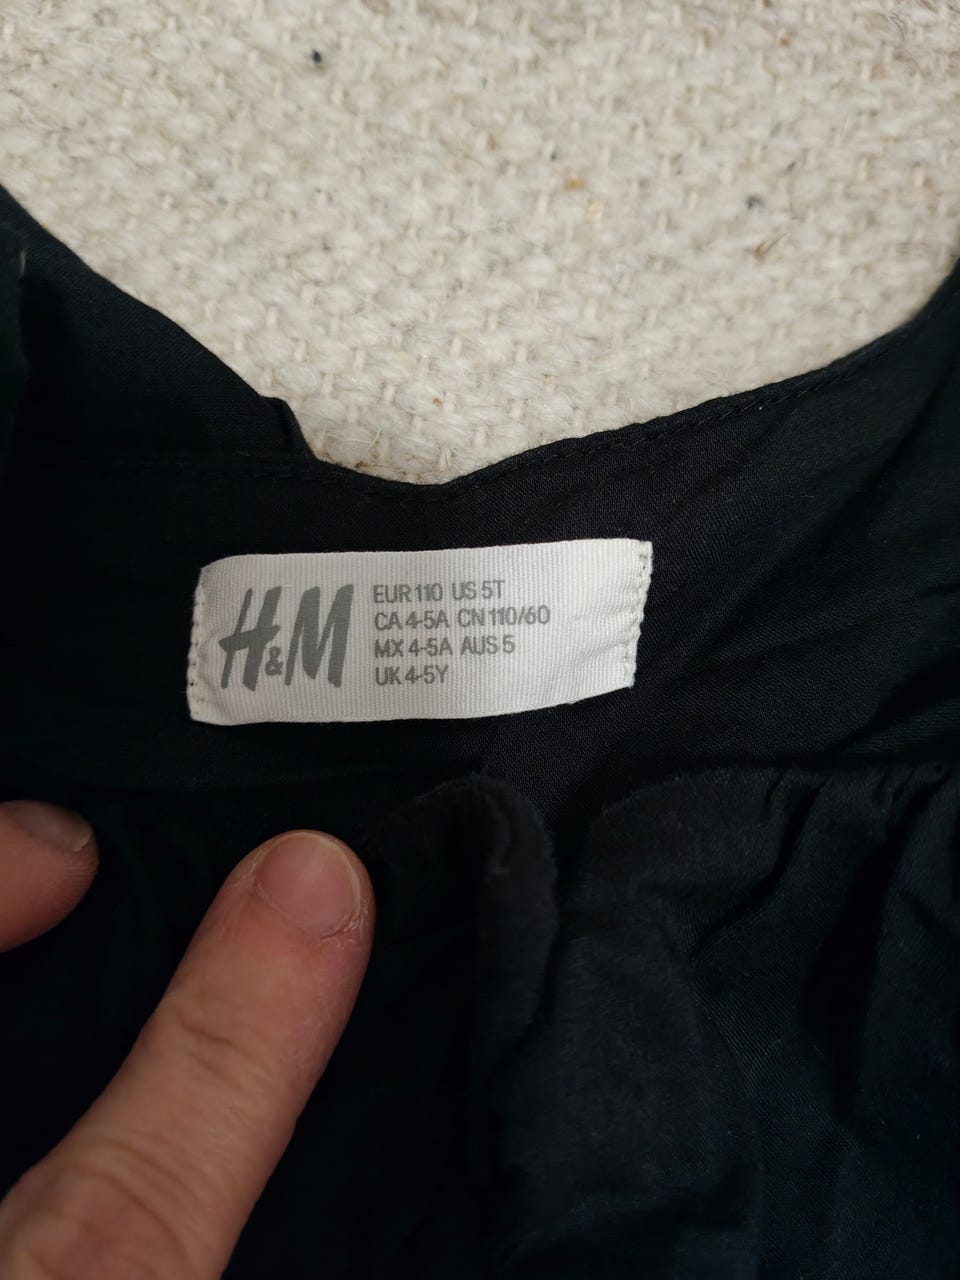 H&M
EUR 110 US 5T
CA 4-5A CN 110/60
MX 4-5A AUS 5
UK 4-5Y